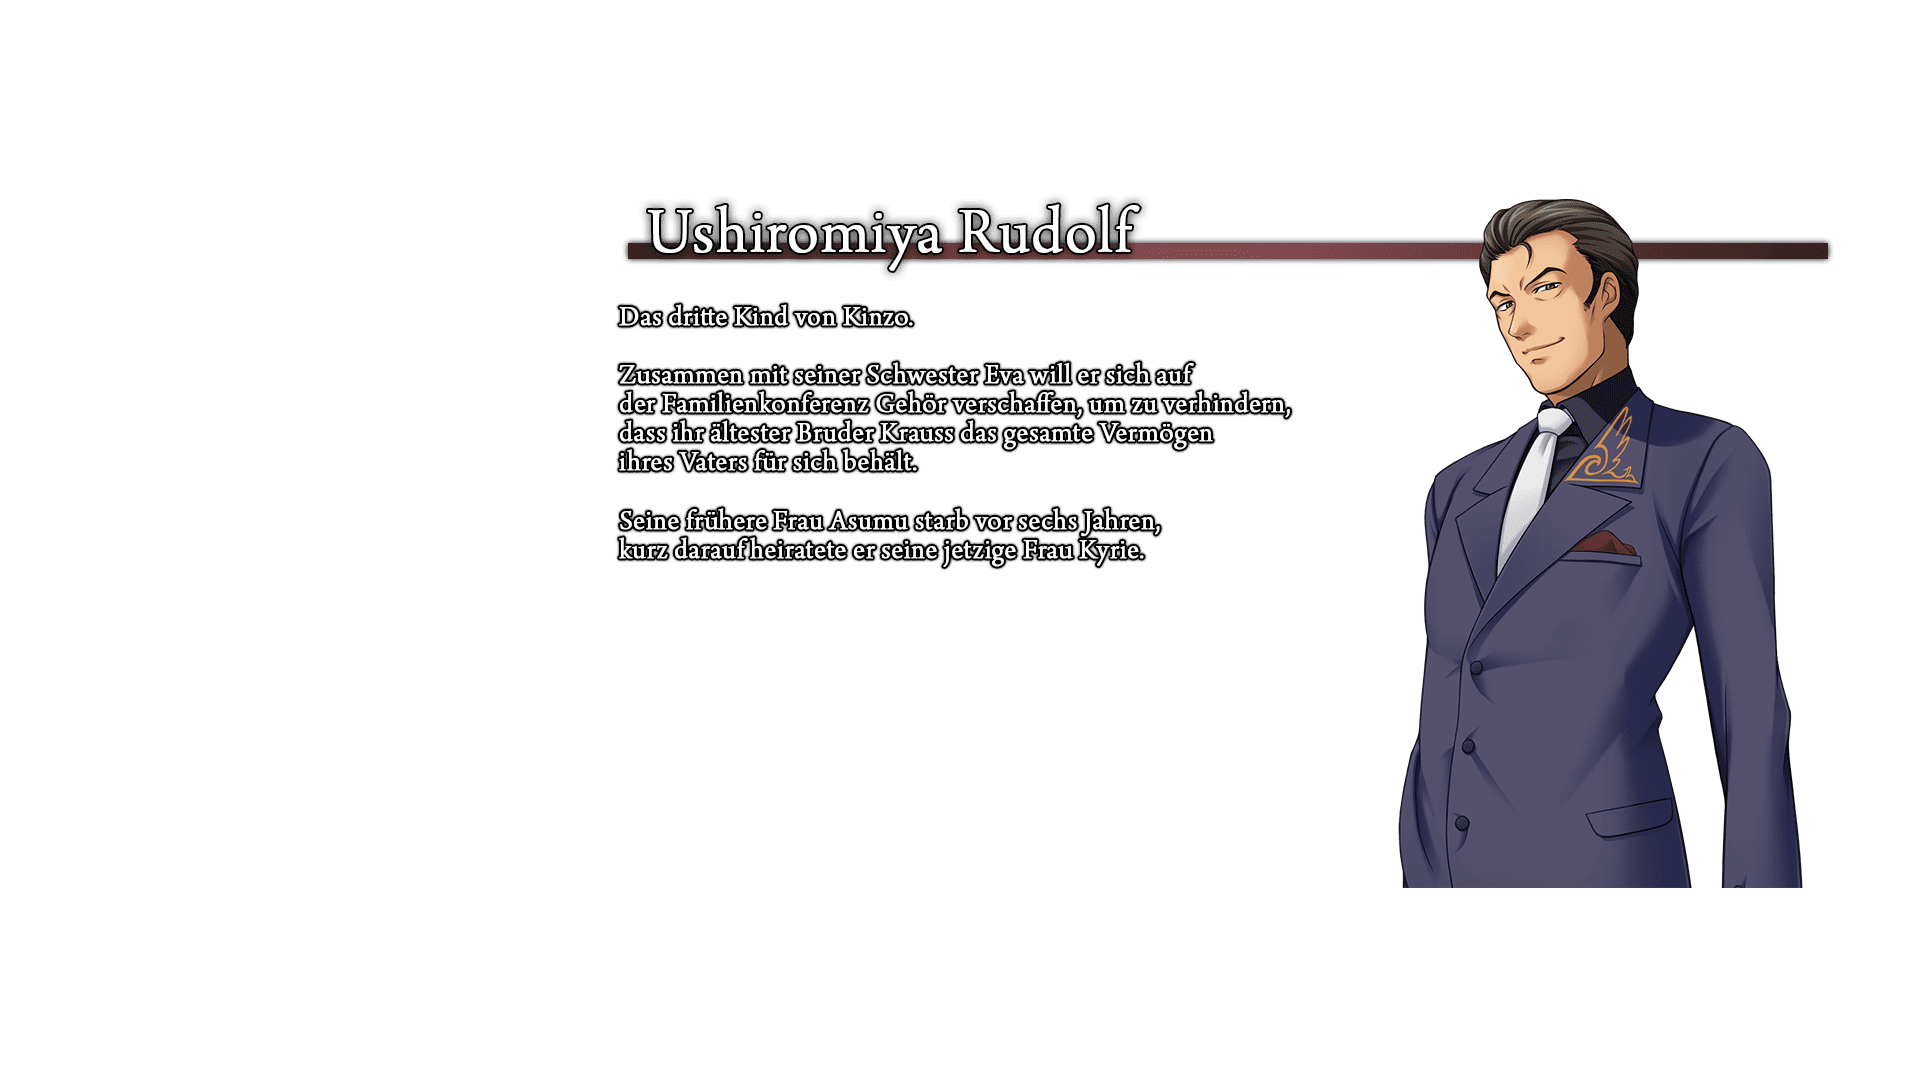 Ushiromiya Rudolf
Das dritte Kind von Kinzo.
Zusammen mit seiner Schwester Eva will er sich auf
der Familienkonferenz Gehör verschaffen, um zu verhindern,
dass ihr ältester Bruder Krauss das gesamte Vermögen
ihres Vaters für sich behält.
Seine frühere Frau Asumu starb vor sechs Jahren,
kurz darauf heiratete er seine jetzige Frau Kyrie.